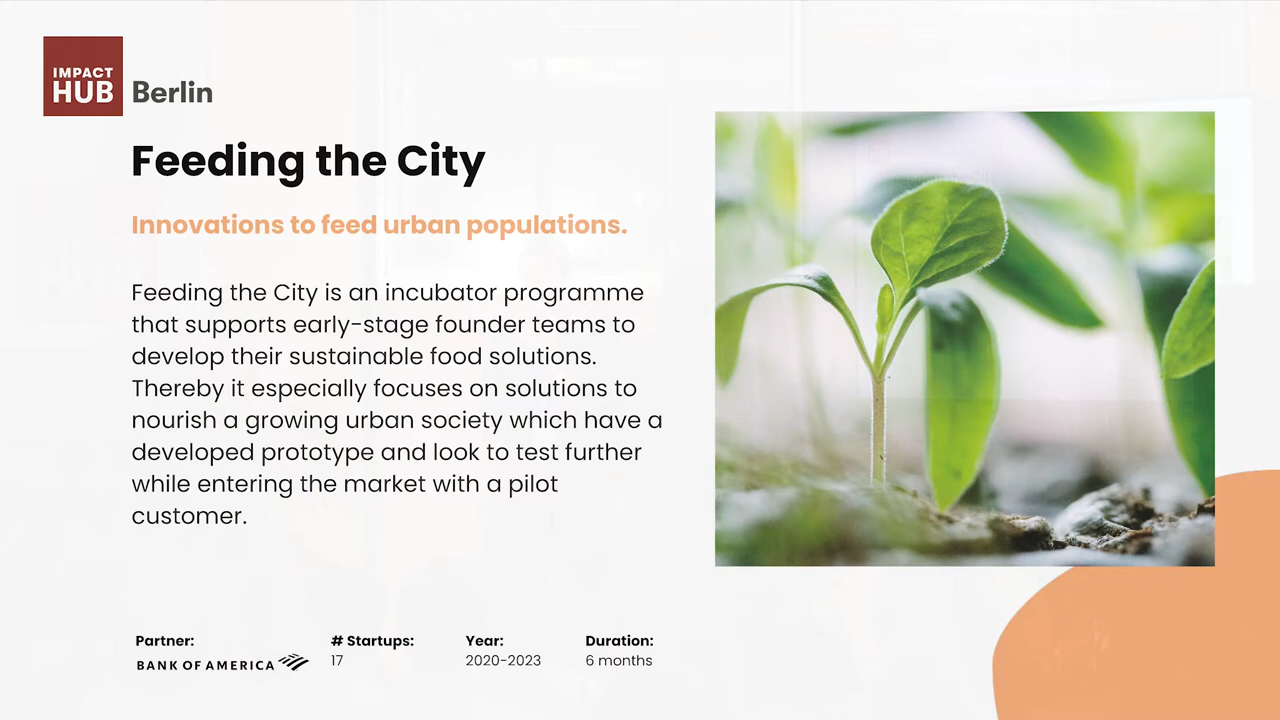 IMPACT
HUB Berlin
Feeding the City
Innovations to feed urban populations.
Feeding the City is an incubator programme
that supports early-stage founder teams to
develop their sustainable food solutions.
Thereby it especially focuses on solutions to
nourish a growing urban society which have a
developed prototype and look to test further
while entering the market with a pilot
customer.
Partner:
BANK OF AMERICA
# Startups:
17
Year:
2020-2023
Duration:
6 months